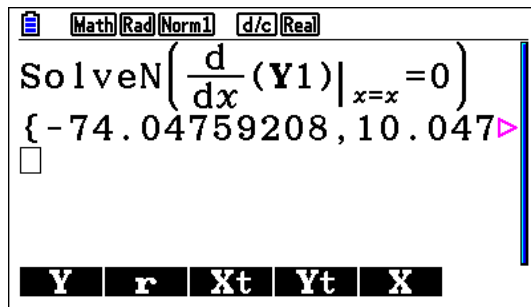 Math Rad Norm1 d/c Real
SolveN(d/dx(Y1)|x=x=0)
{-74.04759208,10.047
Y r Xt Yt X